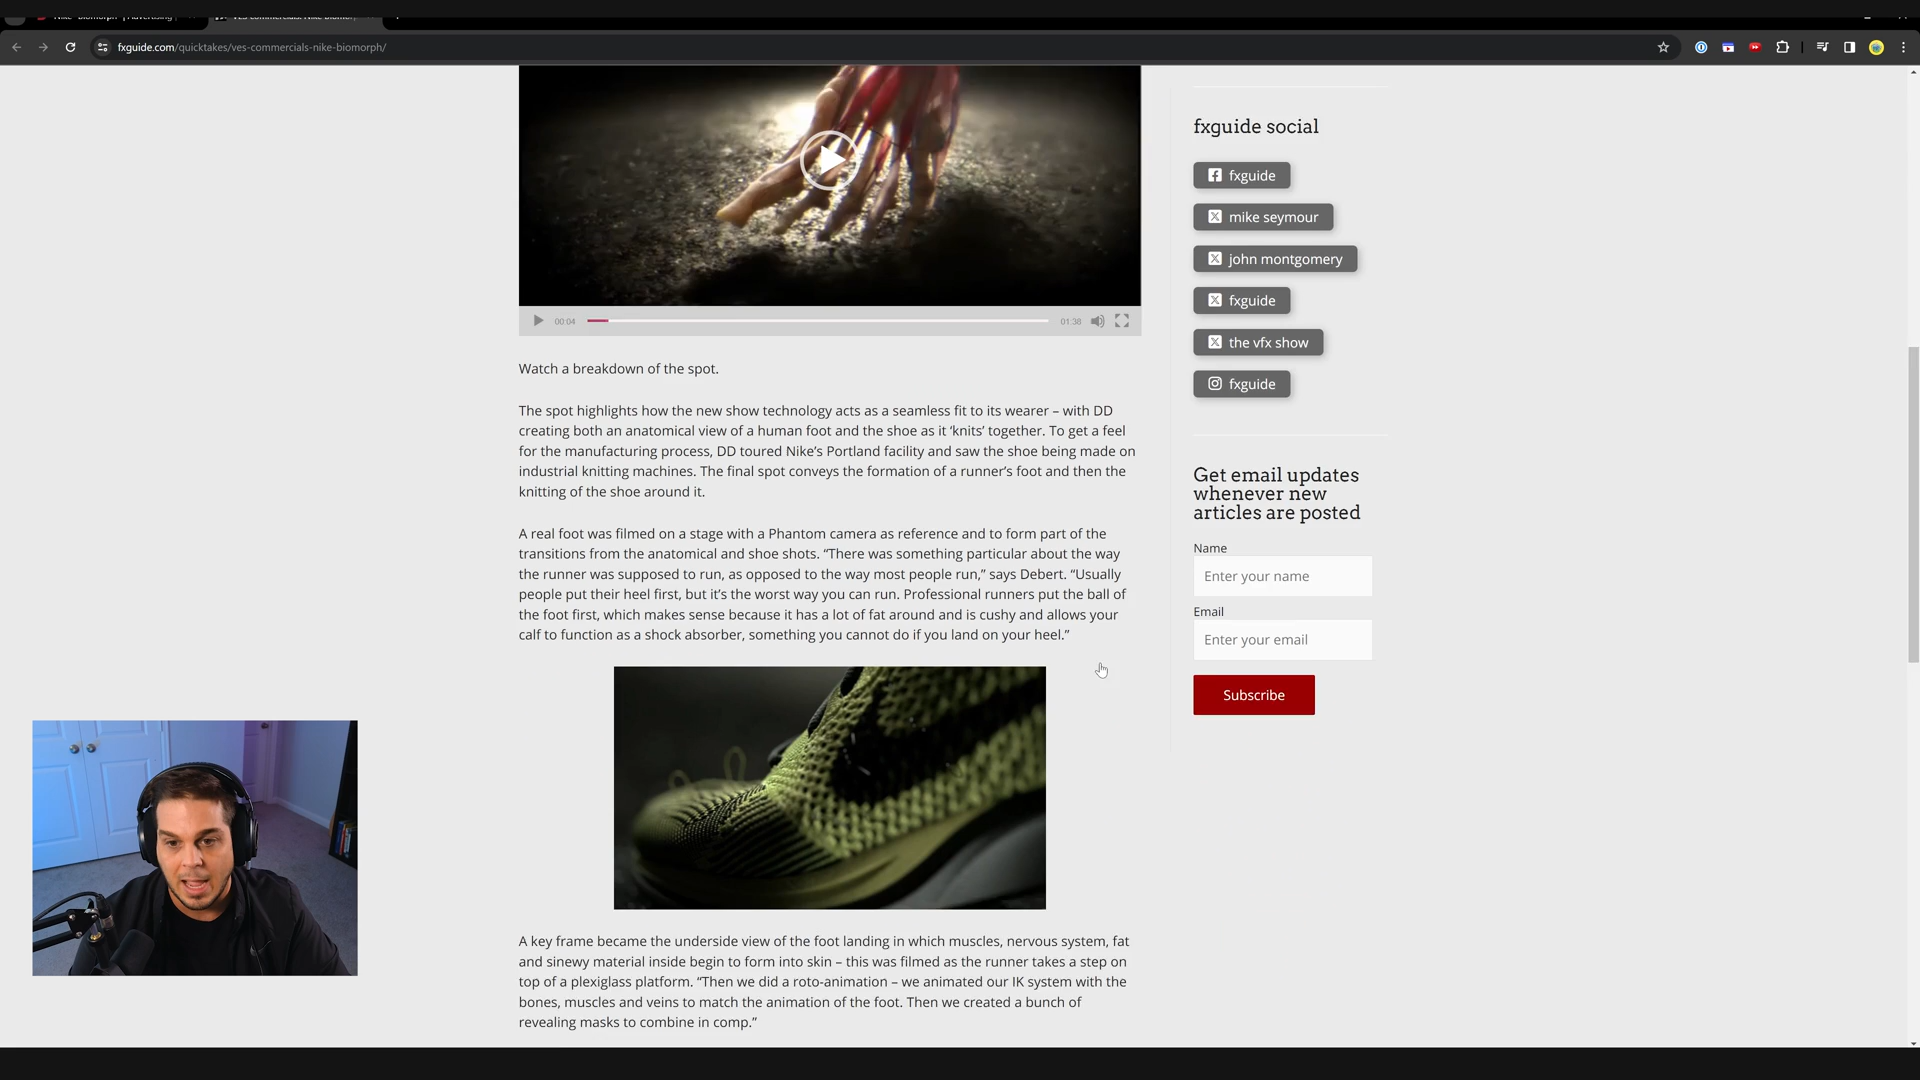 fxguide.com/quicktakes/ves-commercials-nike-biomorph/
00:04
01:38
Watch a breakdown of the spot.
The spot highlights how the new show technology acts as a seamless fit to its wearer – with DD
creating both an anatomical view of a human foot and the shoe as it ‘knits’ together. To get a feel
for the manufacturing process, DD toured Nike’s Portland facility and saw the shoe being made on
industrial knitting machines. The final spot conveys the formation of a runner’s foot and then the
knitting of the shoe around it.
A real foot was filmed on a stage with a Phantom camera as reference and to form part of the
transitions from the anatomical and shoe shots. “There was something particular about the way
the runner was supposed to run, as opposed to the way most people run,” says Debert. “Usually
people put their heel first, but it’s the worst way you can run. Professional runners put the ball of
the foot first, which makes sense because it has a lot of fat around and is cushy and allows your
calf to function as a shock absorber, something you cannot do if you land on your heel.”
A key frame became the underside view of the foot landing in which muscles, nervous system, fat
and sinewy material inside begin to form into skin – this was filmed as the runner takes a step on
top of a plexiglass platform. “Then we did a roto-animation – we animated our IK system with the
bones, muscles and veins to match the animation of the foot. Then we created a bunch of
revealing masks to combine in comp.”
fxguide social
fxguide
mike seymour
john montgomery
fxguide
the vfx show
fxguide
Get email updates
whenever new
articles are posted
Name
Enter your name
Email
Enter your email
Subscribe